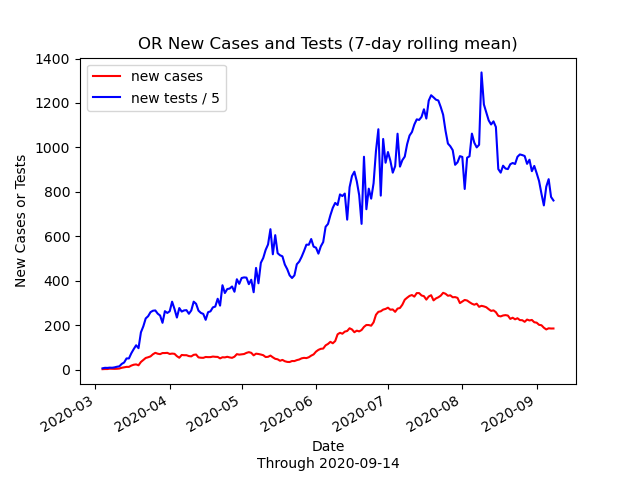 OR New Cases and Tests (7-day rolling mean)
new cases
new tests / 5
New Cases or Tests
1400
1200
1000
800
600
400
200
0
2020-03
2020-04
2020-05
2020-06
2020-07
2020-08
2020-09
Date
Through 2020-09-14